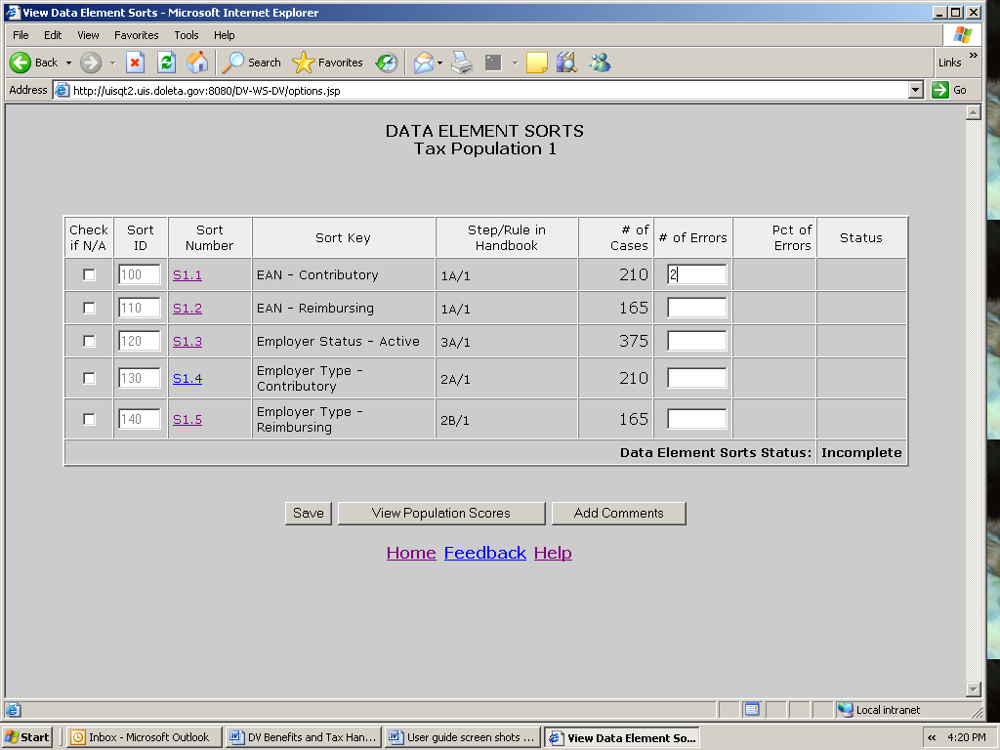 View Data Element Sorts - Microsoft Internet Explorer
File Edit View Favorites Tools Help
Back Search Favorites Links »
Address http://uisqt2.uis.doleta.gov:8080/DV-WS-DV/options.jsp Go
DATA ELEMENT SORTS
Tax Population 1
Check if N/A Sort ID Sort Number Sort Key Step/Rule in Handbook # of Cases # of Errors Pct of Errors Status
100 S1.1 EAN - Contributory 1A/1 210 2
110 S1.2 EAN - Reimbursing 1A/1 165
120 S1.3 Employer Status - Active 3A/1 375
130 S1.4 Employer Type - Contributory 2A/1 210
140 S1.5 Employer Type - Reimbursing 2B/1 165
Data Element Sorts Status: Incomplete
Save View Population Scores Add Comments
Home Feedback Help
Local intranet
Start Inbox - Microsoft Outlook DV Benefits and Tax Han... User guide screen shots ... View Data Element So... « 4:20 PM